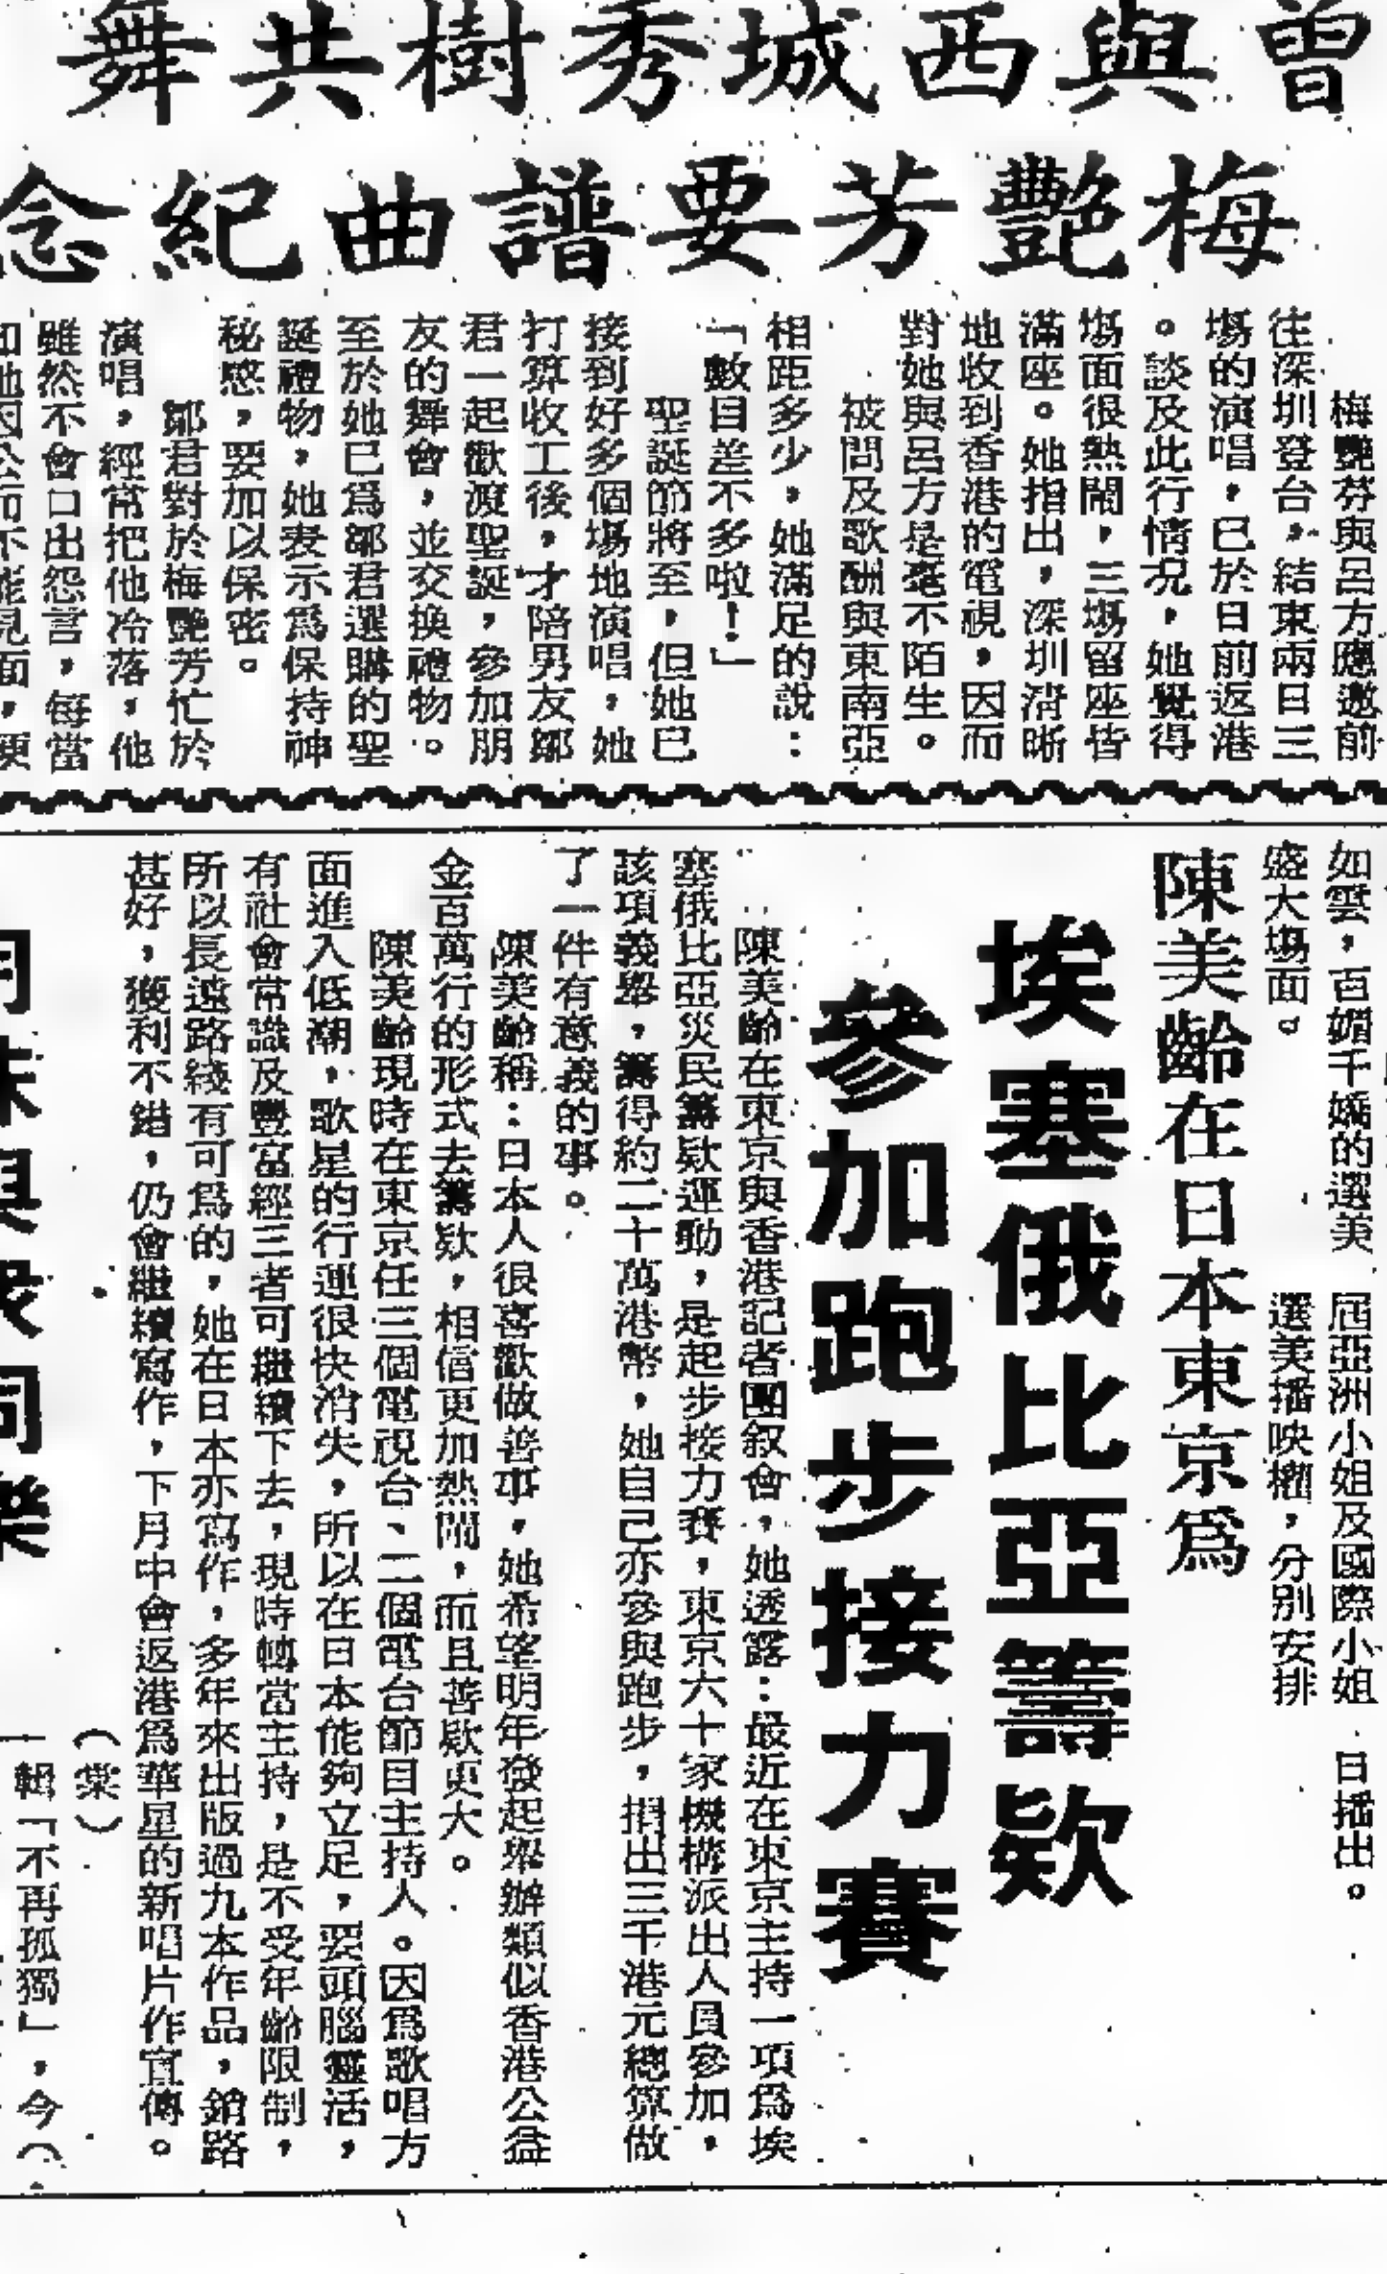 曾與西城秀樹共舞
梅艷芳要譜曲紀念
梅艷芬與呂方應邀前
往深圳登台，結束兩日三
場的演唱，已於日前返港
。談及此行情况，她覺得
塲面很熱鬧，三塲留座皆
滿座。她指出，深圳清晰
地收到香港的電視，因而
對她與呂方是毫不陌生。
被問及歌酬與東南亞
相距多少，她滿足的說：
「數目差不多啦！」
聖誕節將至，但她已
接到好多個場地演唱，她
打算收工後，才陪男友鄒
君一起歡渡聖誕，參加朋
友的舞會，並交換禮物。
至於她已爲鄒君選購的聖
誕禮物，她表示爲保持神
秘感，要加以保密。
鄒君對於梅艷芳忙於
演唱，經常把他冷落，他
雖然不會口出怨言，每當
如雲，百媚千嬌的選美
盛大塲面。
屆亞洲小姐及國際小姐
選美播映權，分別安排
日播出。
陳美齡在日本東京爲
埃塞俄比亞籌欵
參加跑步接力賽
陳美齡在東京與香港記者團叙會，她透露：最近在東京主持一項爲埃
塞俄比亞災民籌欵運動，是起步接力賽，東京六十家機構派出人員參加，
該項義舉，籌得約二十萬港幣，她自己亦參與跑步，捐出三千港元總算做
了一件有意義的事。
陳美齡稱：日本人很喜歡做善事，她希望明年發起舉辦類似香港公益
金百萬行的形式去籌欵，相信更加熱鬧，而且善欵更大。
陳美齡現時在東京任三個電視台、二個電台節目主持人。因爲歌唱方
面進入低潮，歌星的行運很快消失，所以在日本能夠立足，要頭腦靈活，
有社會常識及豐富經三者可繼續下去，現時轉當主持，是不受年齡限制，
所以長遠路綫有可爲的，她在日本亦寫作，多年來出版過九本作品，銷路
甚好，獲利不錯，仍會繼續寫作，下月中會返港爲華星的新唱片作宣傳。
（棠）
輯「不再孤獨」，今（